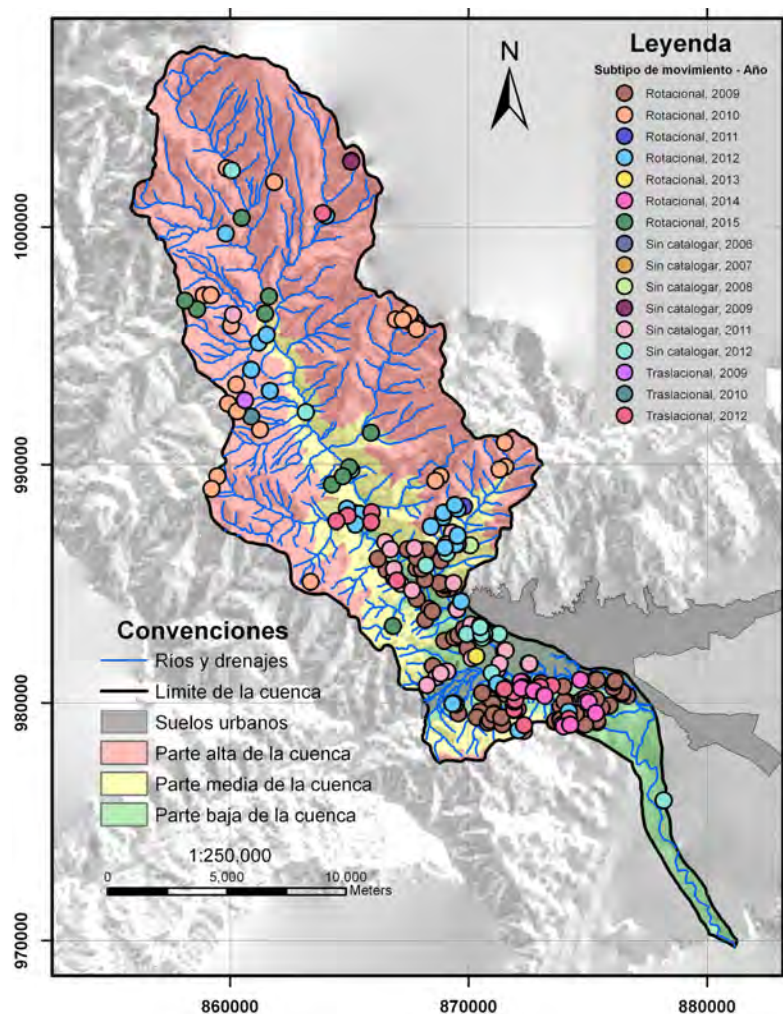 N
Leyenda
Subtipo de movimiento - Año
Rotacional, 2009
Rotacional, 2010
Rotacional, 2011
Rotacional, 2012
Rotacional, 2013
Rotacional, 2014
Rotacional, 2015
Sin catalogar, 2006
Sin catalogar, 2007
Sin catalogar, 2008
Sin catalogar, 2009
Sin catalogar, 2011
Sin catalogar, 2012
Traslacional, 2009
Traslacional, 2010
Traslacional, 2012
1000000
990000
980000
970000
Convenciones
Ríos y drenajes
Limite de la cuenca
Suelos urbanos
Parte alta de la cuenca
Parte media de la cuenca
Parte baja de la cuenca
1:250,000
0 5,000 10,000
Meters
860000 870000 880000